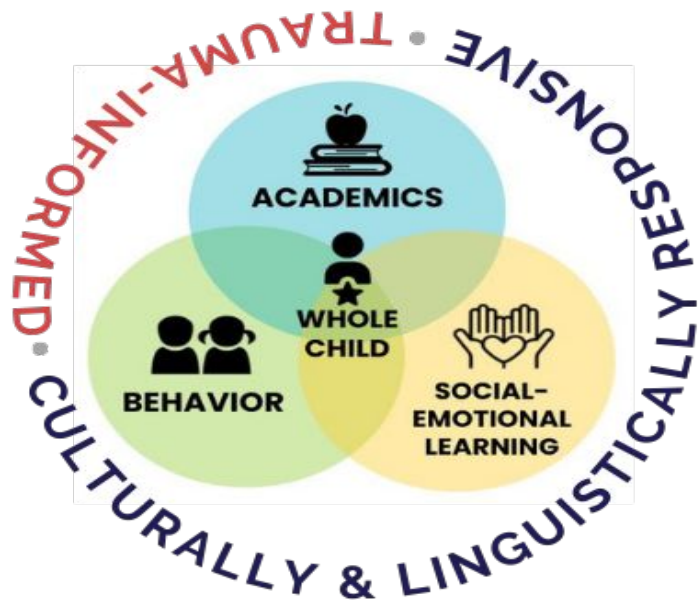 TRAUMA-INFORMED •
CULTURALLY & LINGUISTICALLY RESPONSIVE •
ACADEMICS
WHOLE
CHILD
BEHAVIOR
SOCIAL-
EMOTIONAL
LEARNING